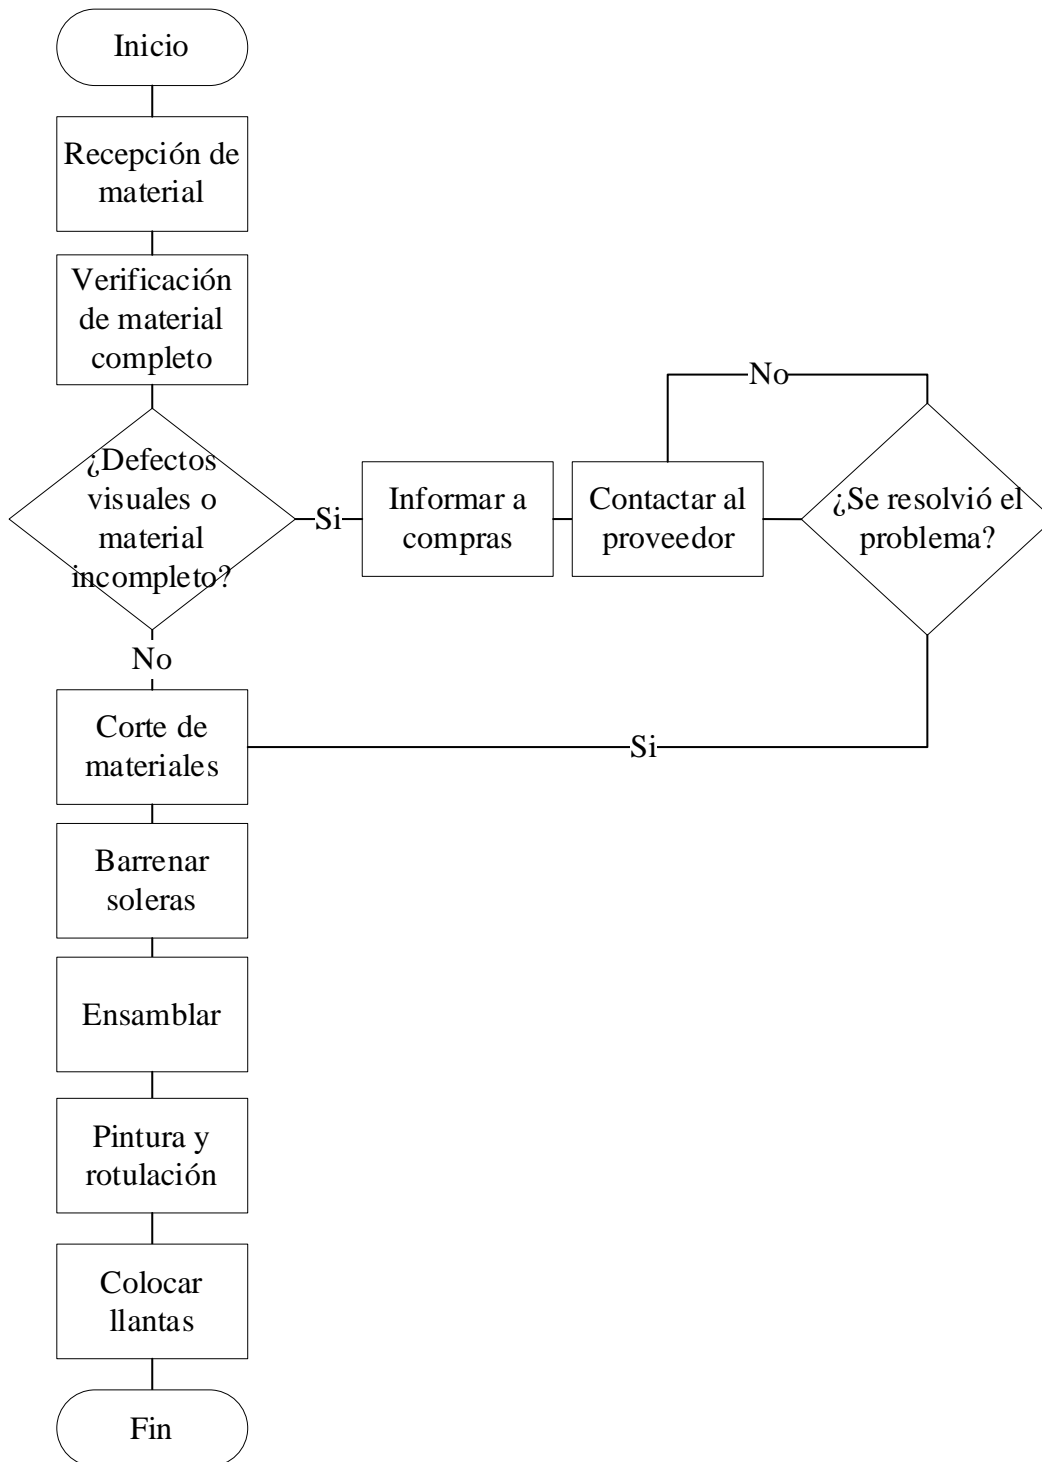 Inicio
Recepción de
material
Verificación
de material
completo
¿Defectos
visuales o
material
incompleto?
Si
Informar a
compras
Contactar al
proveedor
No
¿Se resolvió el
problema?
No
Si
Corte de
materiales
Barrenar
soleras
Ensamblar
Pintura y
rotulación
Colocar
llantas
Fin